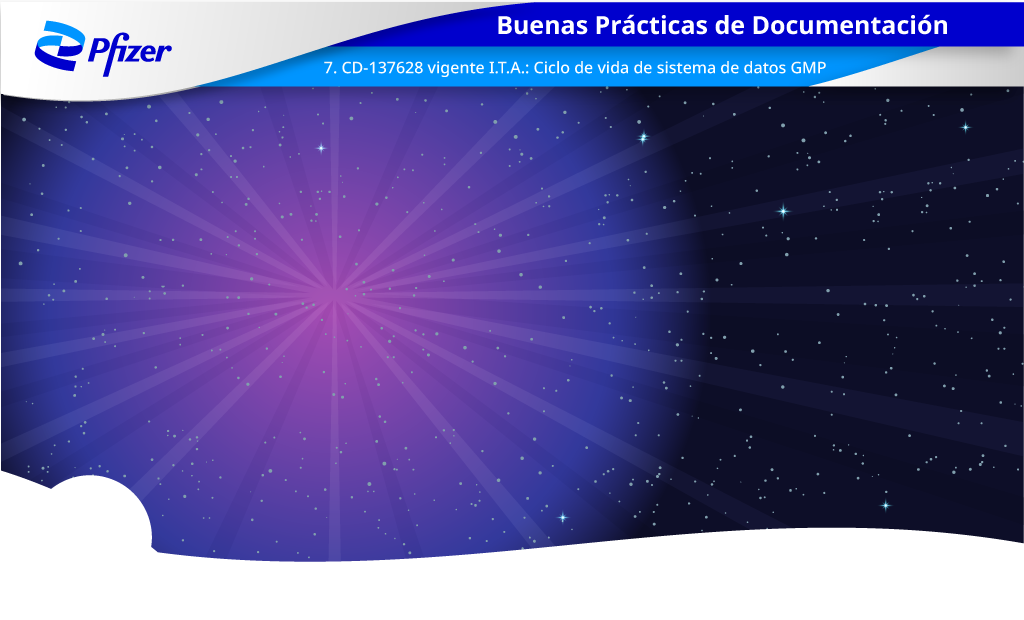 Buenas Prácticas de Documentación
Pfizer
7. CD-137628 vigente I.T.A.: Ciclo de vida de sistema de datos GMP